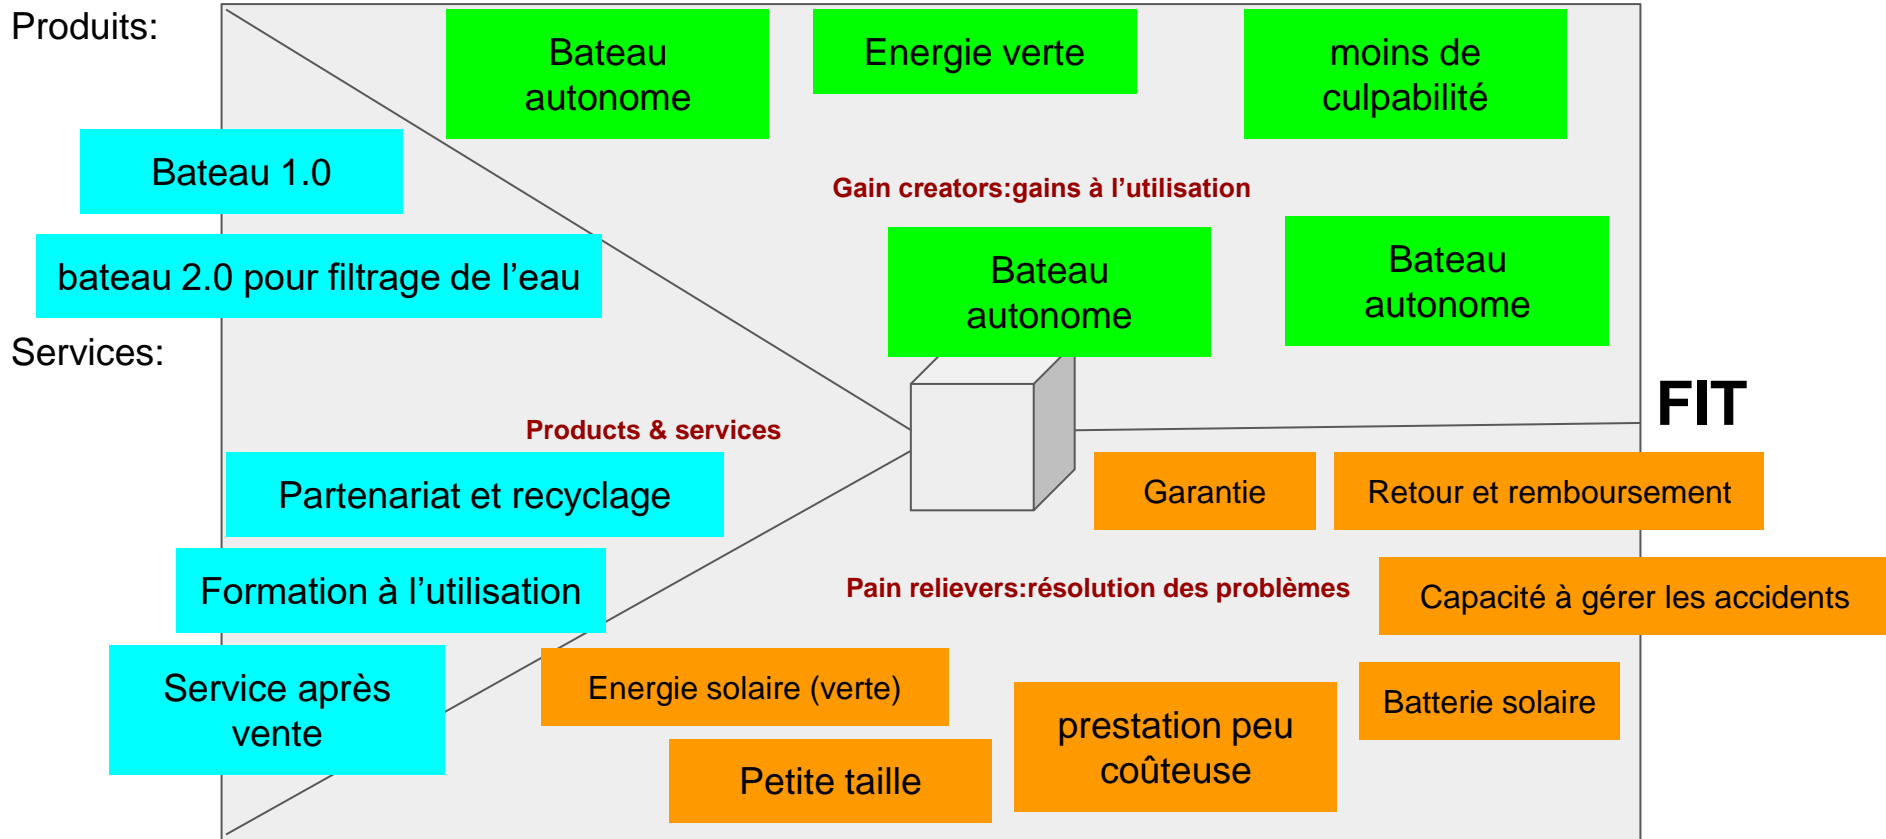 Produits:
Bateau
autonome
Energie verte
moins de
culpabilité
Bateau 1.0
Gain creators:gains à l’utilisation
bateau 2.0 pour filtrage de l’eau
Bateau
autonome
Bateau
autonome
Services:
FIT
Products & services
Partenariat et recyclage
Garantie
Retour et remboursement
Formation à l’utilisation
Pain relievers:résolution des problèmes
Capacité à gérer les accidents
Service après
vente
Energie solaire (verte)
Batterie solaire
prestation peu
coûteuse
Petite taille